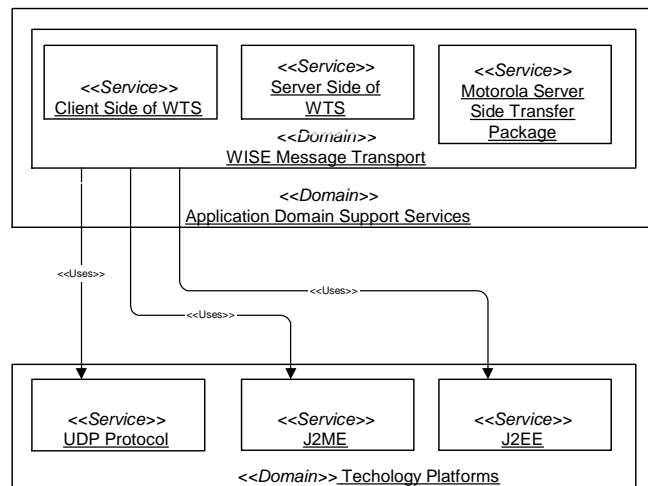 <<Service>>
Client Side of WTS
<<Service>>
Server Side of
WTS
<<Service>>
Motorola Server
Side Transfer
Package
<<Domain>>
WISE Message Transport
<<Domain>>
Application Domain Support Services
<<Uses>>
<<Uses>>
<<Uses>>
<<Service>>
UDP Protocol
<<Service>>
J2ME
<<Service>>
J2EE
<<Domain>> Techology Platforms